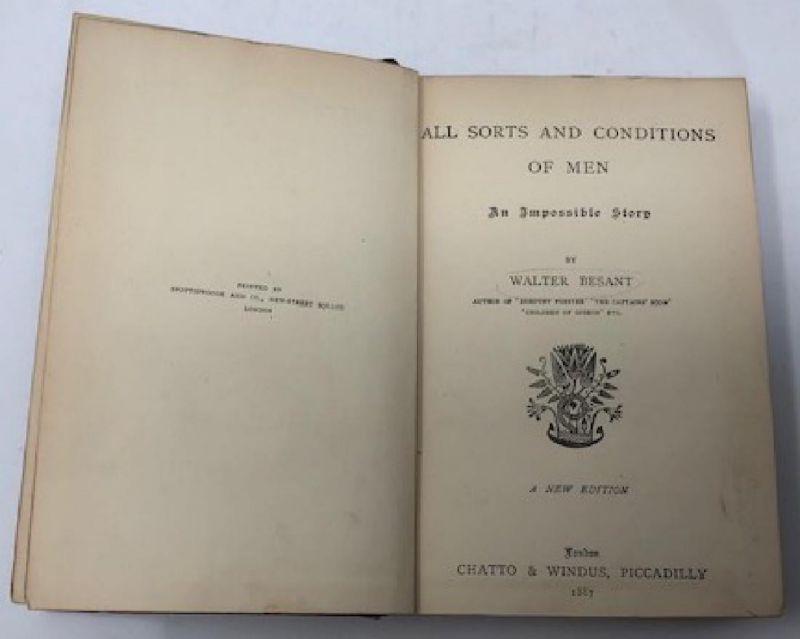 PRINTED BY
SPOTTISWOODE AND CO., NEW-STREET SQUARE
LONDON
ALL SORTS AND CONDITIONS
OF MEN
An Impossible Story
BY
WALTER BESANT
AUTHOR OF "DOROTHY FORSTER" "THE CAPTAINS' ROOM"
"CHILDREN OF GIBEON" ETC.
A NEW EDITION
London
CHATTO & WINDUS, PICCADILLY
1887